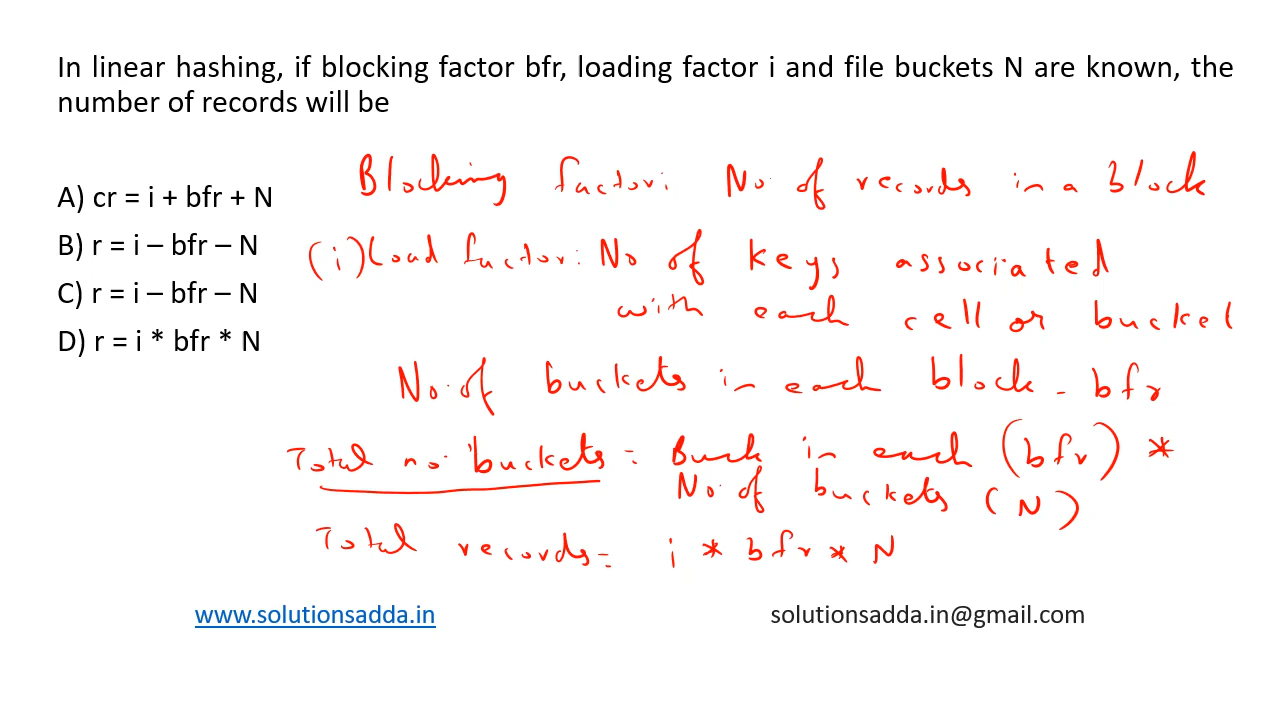 In linear hashing, if blocking factor bfr, loading factor i and file buckets N are known, the
number of records will be
A) cr = i + bfr + N
B) r = i – bfr – N
C) r = i – bfr – N
D) r = i * bfr * N
Blocking factor: No of records in a block
(i) Load factor: No of keys associated
with each cell or bucket
No. of buckets in each block - bfr
Total no. buckets = Buck in each (bfr) *
No. of buckets (N)
Total records = i * bfr * N
www.solutionsadda.in
solutionsadda.in@gmail.com